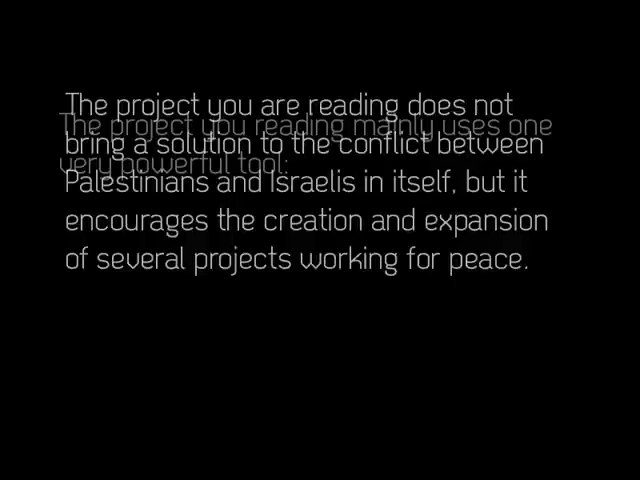 The project you are reading does not
The project you reading mainly uses one
bring a solution to the conflict between
very powerful tool:
Palestinians and Israelis in itself, but it
encourages the creation and expansion
of several projects working for peace.